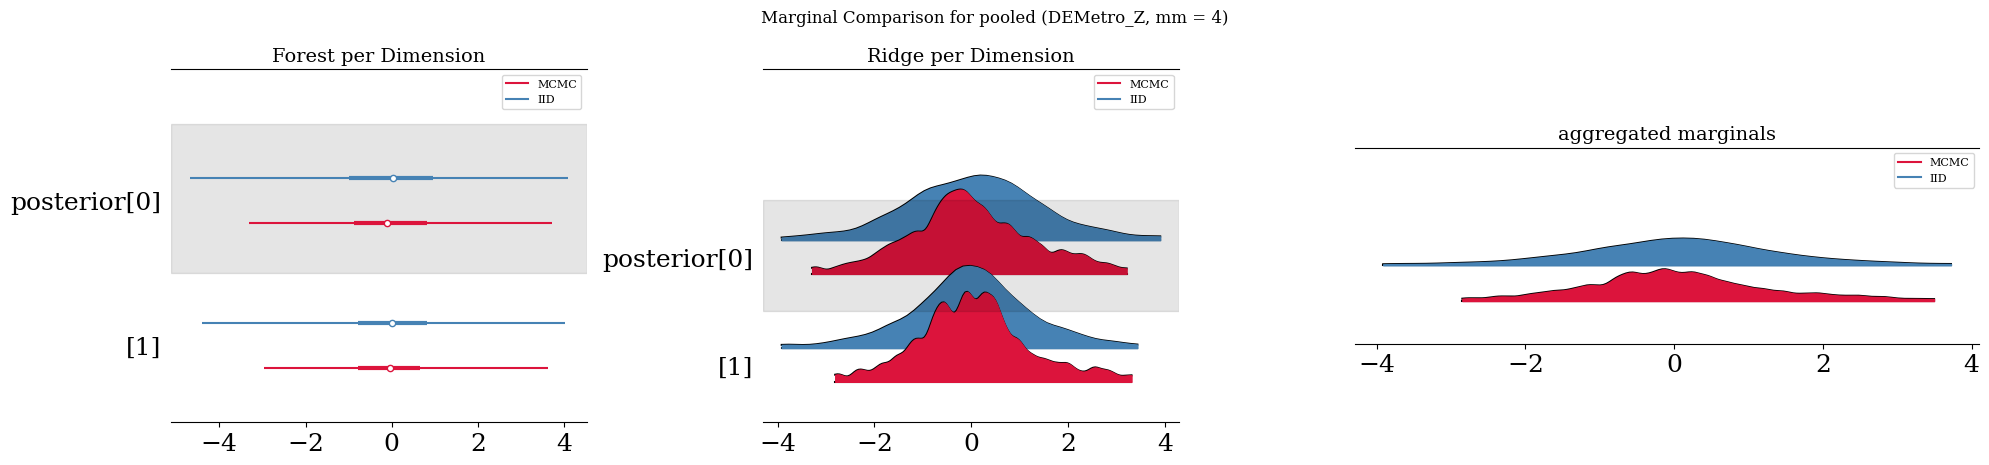 Marginal Comparison for pooled (DEMetro_Z, mm = 4)
Forest per Dimension
MCMC
IID
posterior[0]
[1]
−4 −2 0 2 4
Ridge per Dimension
MCMC
IID
posterior[0]
[1]
−4 −2 0 2 4
aggregated marginals
MCMC
IID
−4 −2 0 2 4